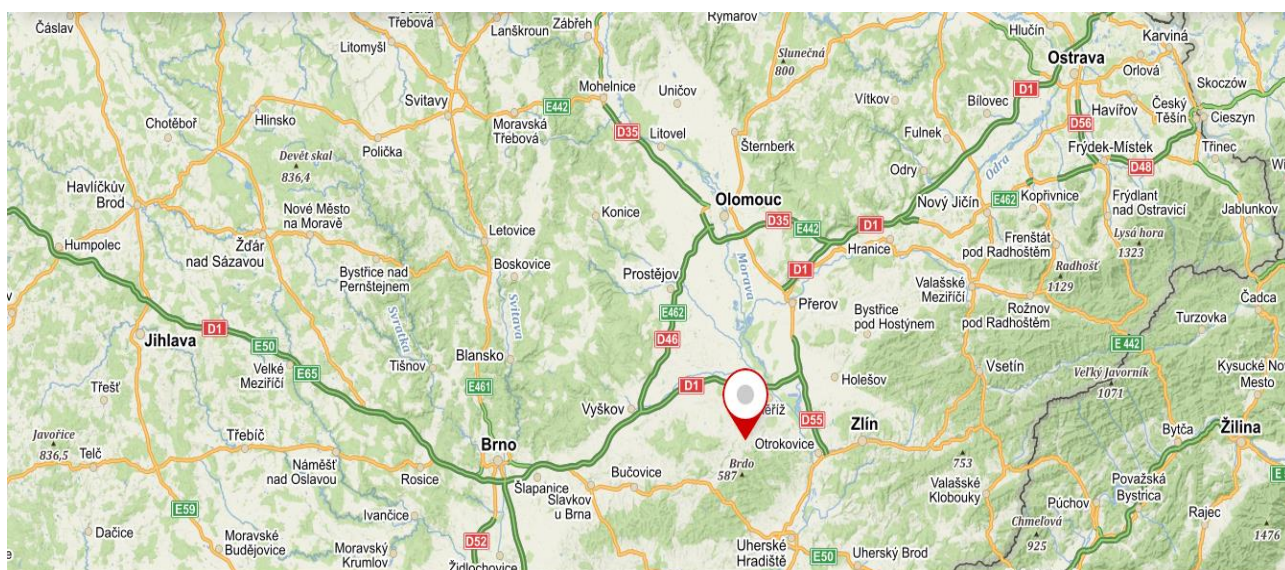 Čáslav
Třebová
Litomyšl
Lanškroun
Zábřeh
Rýmařov
Slunečná
800
Hlučín
Karviná
Ostrava
Orlová
Skoczów
Mohelnice
Uničov
Vítkov
Bílovec
D1
Havířov
Český
Těšín
Cieszyn
Svitavy
E442
Moravská
Třebová
D35
Litovel
Šternberk
Fulnek
D56
Frýdek-Místek
D48
Třinec
Chotěboř
Hlinsko
Polička
Devět skal
836,4
Odry
Odra
Havlíčkův
Brod
Nové Město
na Moravě
Konice
Olomouc
D35
E442
D1
Nový Jičín
E462
Kopřivnice
Frýdlant
nad Ostravicí
Jablunkov
Humpolec
Žďár
nad Sázavou
Letovice
Hranice
Frenštát
pod Radhoštěm
Lysá hora
1323
Bystřice nad
Pernštejnem
Boskovice
Prostějov
Morava
D1
Přerov
Valašské
Meziříčí
Radhošť
1129
Rožnov
pod Radhoštěm
Čadca
Svratka
Svitava
E462
Bystřice
pod Hostýnem
Turzovka
D1
Jihlava
E50
D46
E 442
Velké
Meziříčí
E65
Tišnov
Blansko
E461
Vsetín
Veľký Javorník
1071
Kysucké No
Mesto
Třešť
D1
Holešov
Vyškov
ěříž
D55
Zlín
Javořice
836,5
Telč
Třebíč
Brno
Otrokovice
Bytča
Žilina
Náměšť
nad Oslavou
Rosice
Šlapanice
Slavkov
u Brna
Bučovice
Brdo
587
753
Valašské
Klobouky
Považská
Bystrica
Púchov
E59
Ivančice
Dačice
Moravské
Budějovice
Moravský
Krumlov
D52
Židlochovice
Uherské
Hradiště
E50
Uherský Brod
Chmelová
925
Rajec
1476